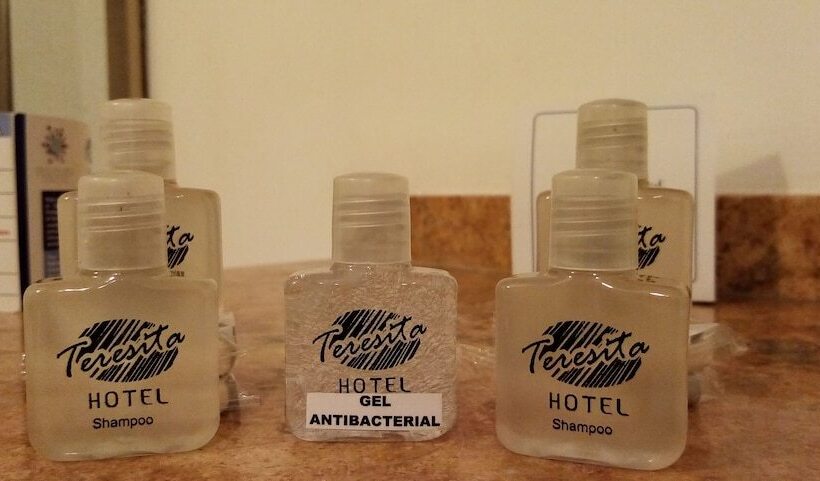 Teresita
HOTEL
Shampoo
Teresita
HOTEL
GEL
ANTIBACTERIAL
Teresita
HOTEL
Shampoo